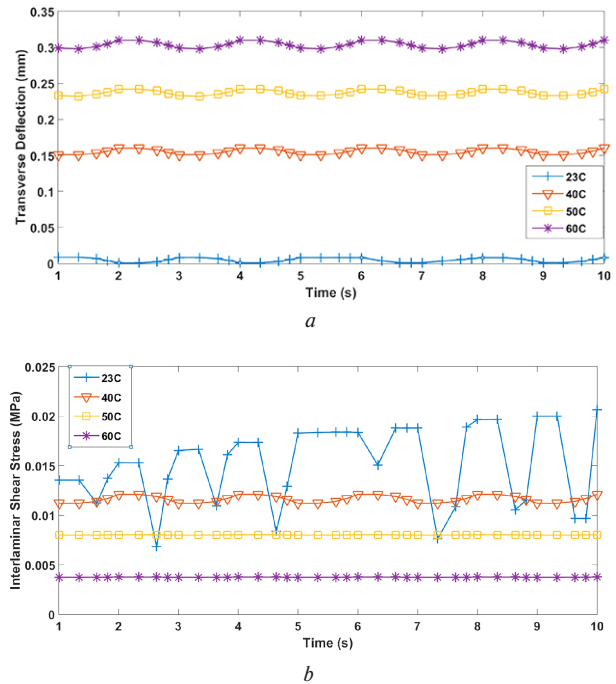 0.35
0.3
0.25
0.2
0.15
0.1
0.05
0
Transverse Deflection (mm)
23C
40C
50C
60C
1 2 3 4 5 6 7 8 9 10
Time (s)
a
0.025
0.02
0.015
0.01
0.005
0
Interlaminar Shear Stress (MPa)
23C
40C
50C
60C
1 2 3 4 5 6 7 8 9 10
Time (s)
b